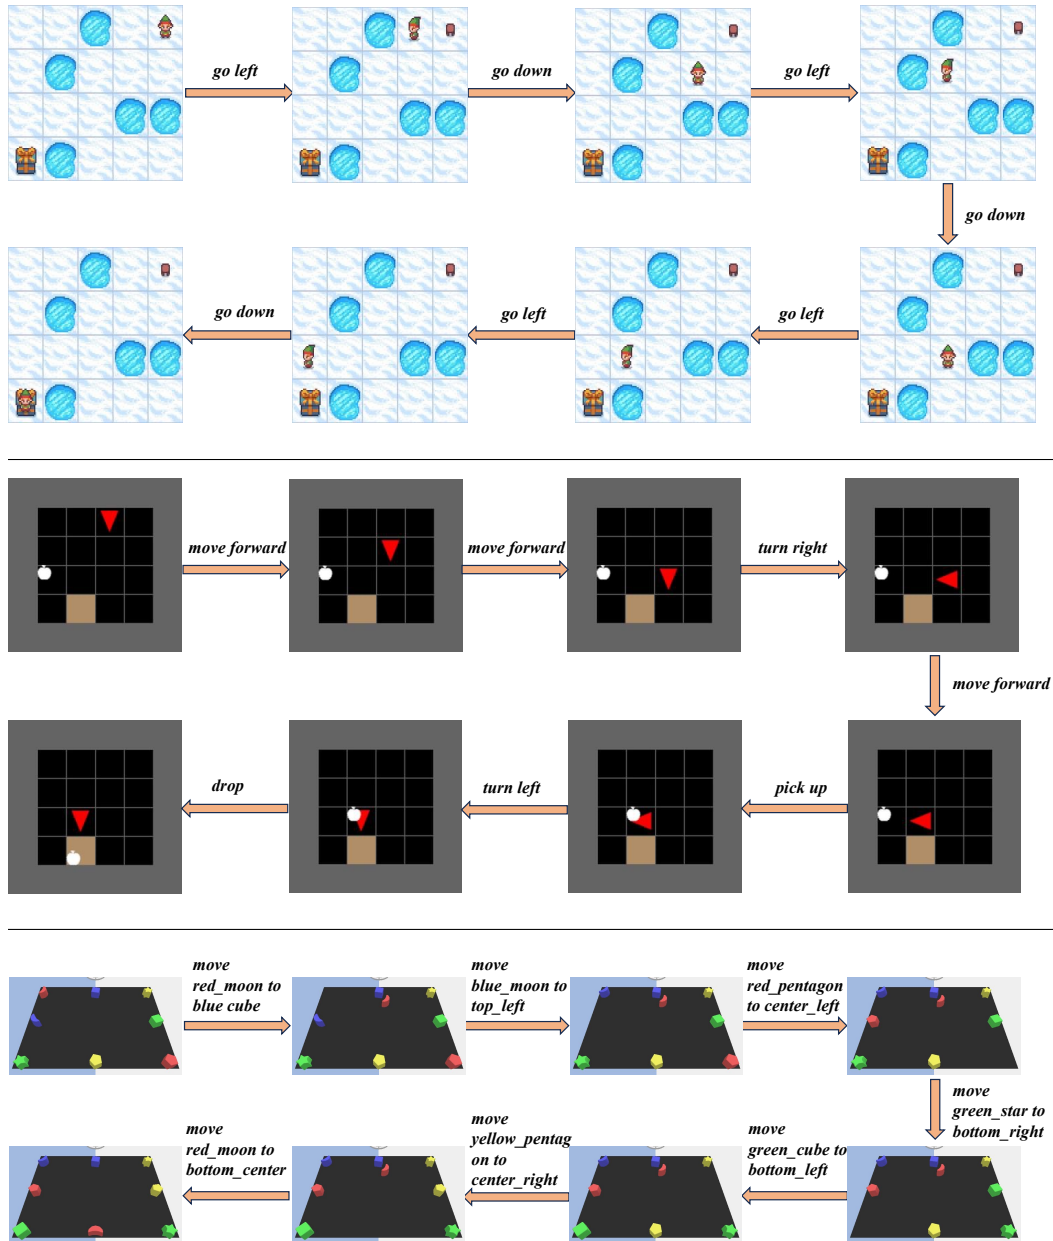 go left
go down
go left
go down
go down
go left
go left
move forward
move forward
turn right
move forward
drop
turn left
pick up
move
red_moon to
blue cube
move
blue_moon to
top_left
move
red_pentagon
to center_left
move
green_star to
bottom_right
move
red_moon to
bottom_center
move
yellow_pentag
on to
center_right
move
green_cube to
bottom_left